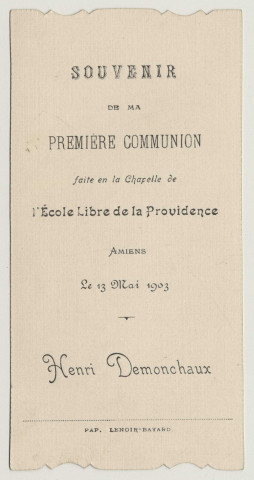 SOUVENIR
DE MA
PREMIÈRE COMMUNION
faite en la Chapelle de
l'École Libre de la Providence
AMIENS
Le 13 Mai 1903
Henri Demonchaux
PAP. LENOIR-BAYARD.